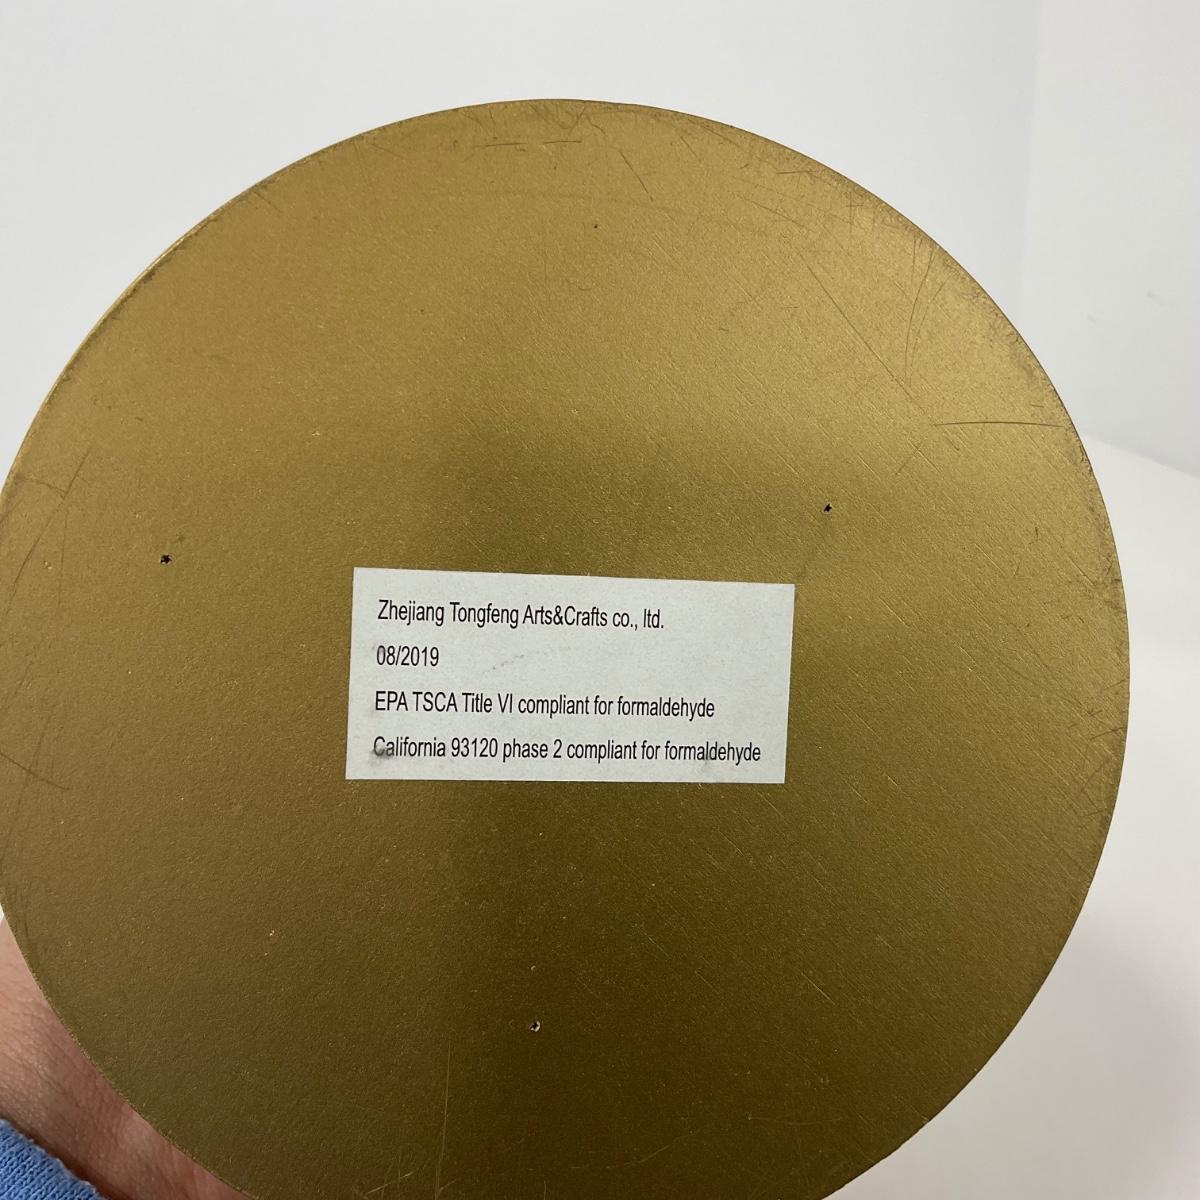 Zhejiang Tongfeng Arts&Crafts co., ltd.
08/2019
EPA TSCA Title VI compliant for formaldehyde
California 93120 phase 2 compliant for formaldehyde